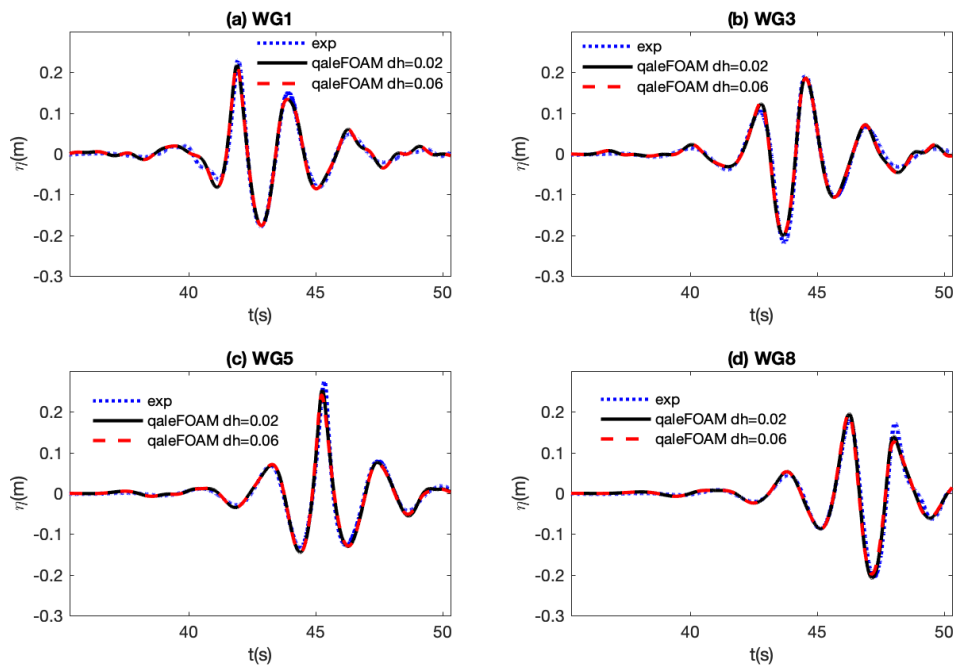 (a) WG1
exp
qaleFOAM dh=0.02
qaleFOAM dh=0.06
0.2
0.1
0
-0.1
-0.2
-0.3
η(m)
40
45
50
t(s)
(b) WG3
exp
qaleFOAM dh=0.02
qaleFOAM dh=0.06
0.2
0.1
0
-0.1
-0.2
-0.3
η(m)
40
45
50
t(s)
(c) WG5
exp
qaleFOAM dh=0.02
qaleFOAM dh=0.06
0.2
0.1
0
-0.1
-0.2
-0.3
η(m)
40
45
50
t(s)
(d) WG8
exp
qaleFOAM dh=0.02
qaleFOAM dh=0.06
0.2
0.1
0
-0.1
-0.2
-0.3
η(m)
40
45
50
t(s)